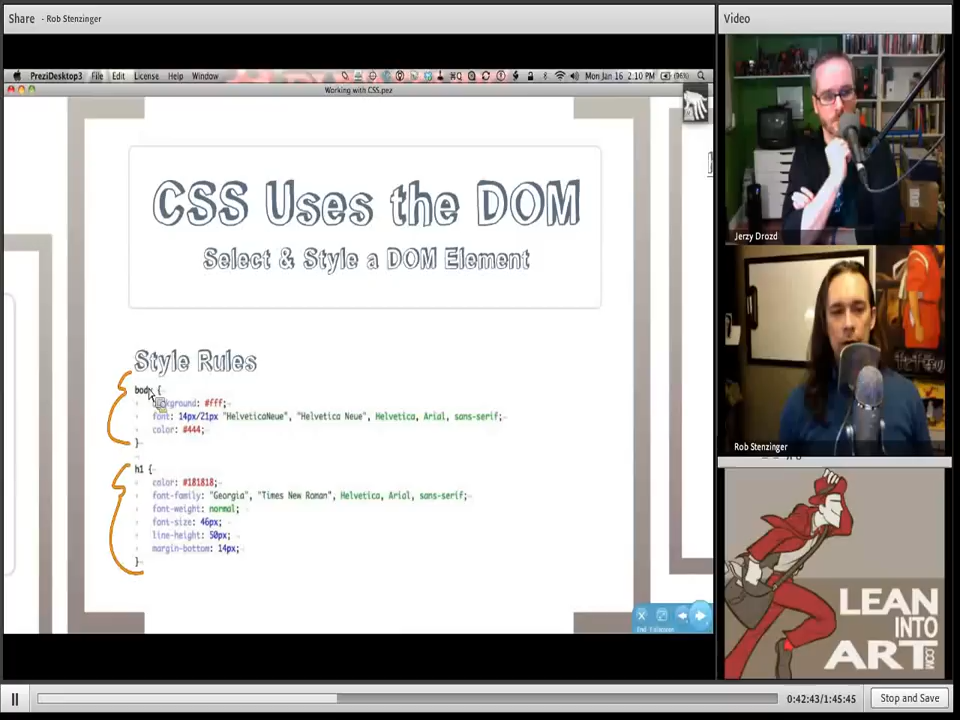 Share - Rob Stenzinger
Video
PreziDesktop3 File Edit License Help Window
Mon Jan 16 2:10 PM (96%)
Working with CSS.pez
CSS Uses the DOM
Select & Style a DOM Element
Style Rules
body {
background: #fff;
font: 14px/21px "HelveticaNeue", "Helvetica Neue", Helvetica, Arial, sans-serif;
color: #444;
}
h1 {
color: #181818;
font-family: "Georgia", "Times New Roman", Helvetica, Arial, sans-serif;
font-weight: normal;
font-size: 46px;
line-height: 50px;
margin-bottom: 14px;
}
End Fullscreen
Jerzy Drozd
Rob Stenzinger
LEAN
INTO
ART.COM
0:42:43/1:45:45
Stop and Save